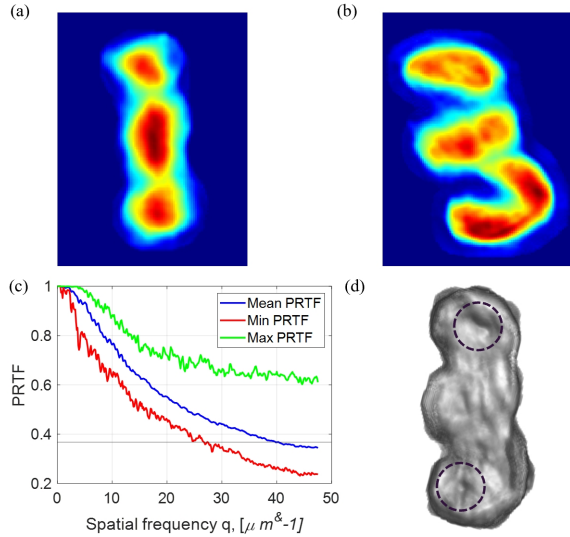 (a)
(b)
(c)
1
0.8
0.6
0.4
0.2
PRTF
Mean PRTF
Min PRTF
Max PRTF
0
10
20
30
40
50
Spatial frequency q, [μ m^&-1]
(d)